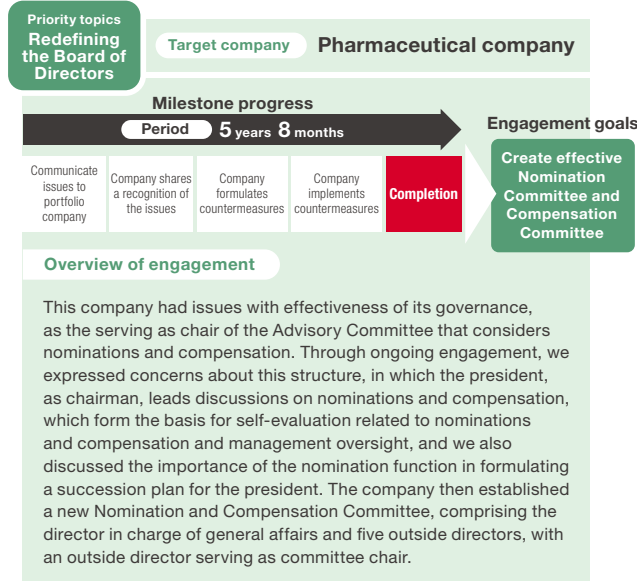 Priority topics
Redefining
the Board of
Directors
Target company
Pharmaceutical company
Milestone progress
Period 5 years 8 months
Engagement goals
Communicate
issues to
portfolio
company
Company shares
a recognition of
the issues
Company
formulates
countermeasures
Company
implements
countermeasures
Completion
Create effective
Nomination
Committee and
Compensation
Committee
Overview of engagement
This company had issues with effectiveness of its governance,
as the serving as chair of the Advisory Committee that considers
nominations and compensation. Through ongoing engagement, we
expressed concerns about this structure, in which the president,
as chairman, leads discussions on nominations and compensation,
which form the basis for self-evaluation related to nominations
and compensation and management oversight, and we also
discussed the importance of the nomination function in formulating
a succession plan for the president. The company then established
a new Nomination and Compensation Committee, comprising the
director in charge of general affairs and five outside directors, with
an outside director serving as committee chair.